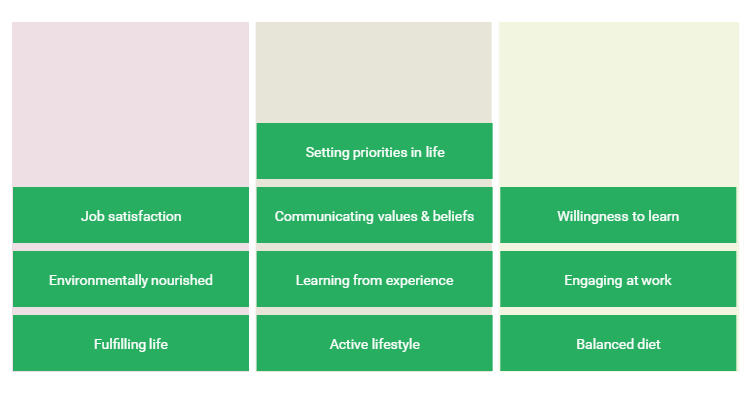 Setting priorities in life
Job satisfaction
Communicating values & beliefs
Willingness to learn
Environmentally nourished
Learning from experience
Engaging at work
Fulfilling life
Active lifestyle
Balanced diet